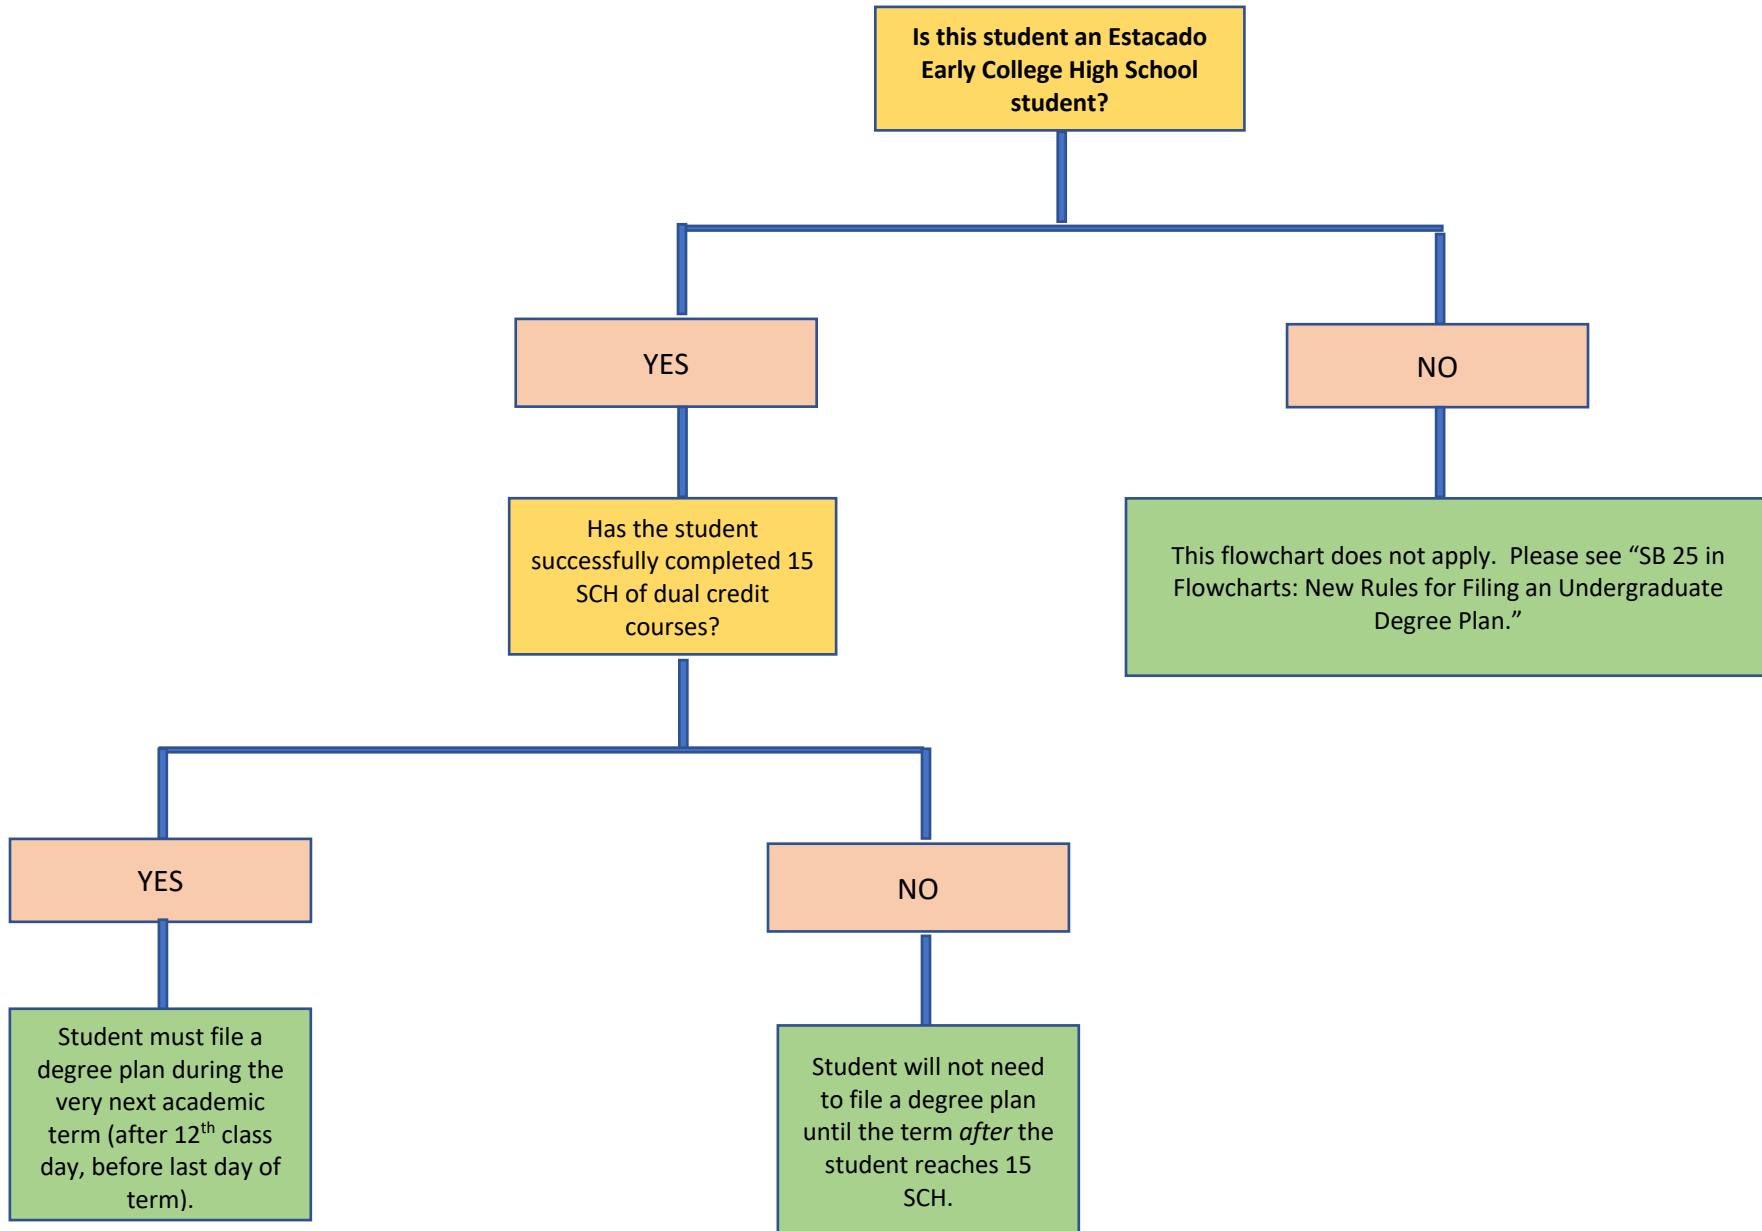 Is this student an Estacado
Early College High School
student?
YES
NO
Has the student
successfully completed 15
SCH of dual credit
courses?
This flowchart does not apply.  Please see “SB 25 in
Flowcharts: New Rules for Filing an Undergraduate
Degree Plan.”
YES
NO
Student must file a
degree plan during the
very next academic
term (after 12th class
day, before last day of
term).
Student will not need
to file a degree plan
until the term after the
student reaches 15
SCH.